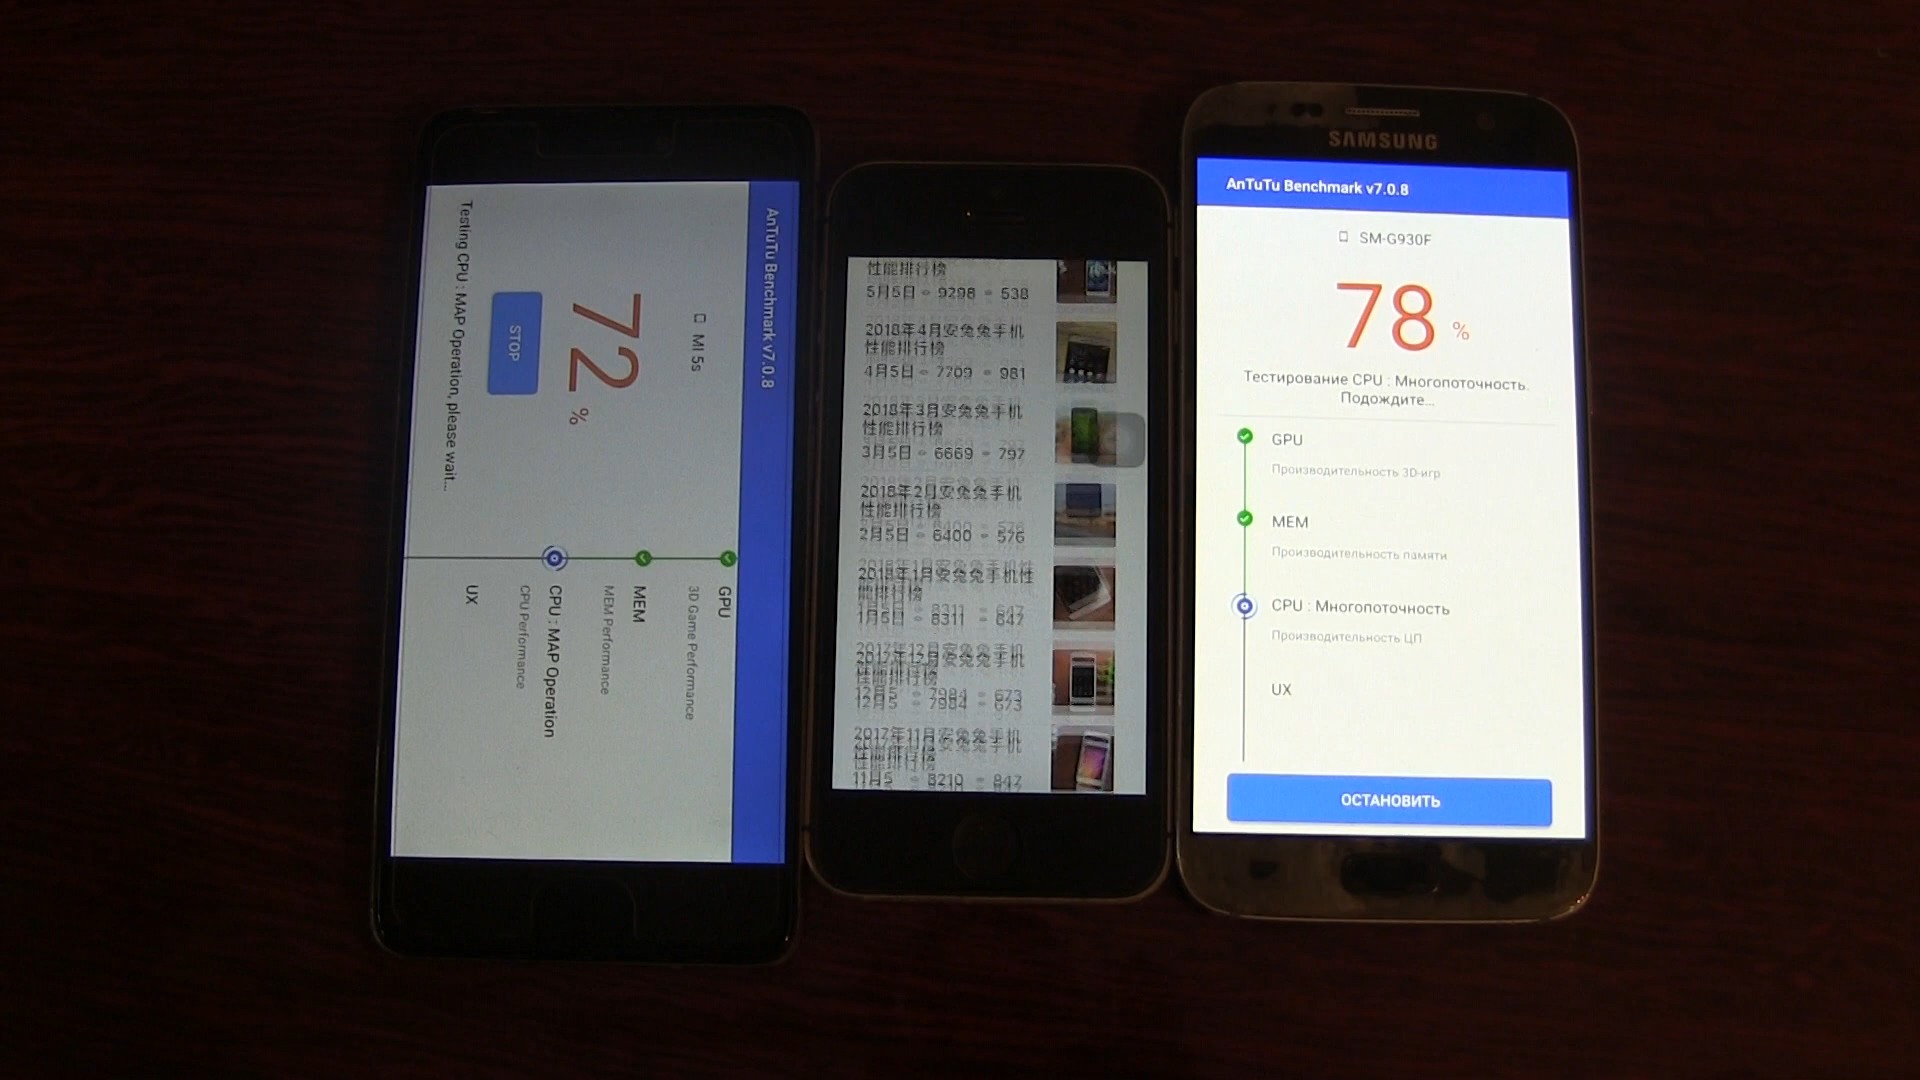 AnTuTu Benchmark v7.0.8
MI 5s
72 %
STOP
Testing CPU : MAP Operation, please wait...
GPU
3D Game Performance
MEM
MEM Performance
CPU : MAP Operation
CPU Performance
UX
性能排行榜
5月5日 9298 538
2018年4月安兔兔手机
性能排行榜
4月5日 7709 981
2018年3月安兔兔手机
性能排行榜
3月5日 6669 797
2018年2月安兔兔手机
性能排行榜
2月5日 6400 576
2018年1月安兔兔手机性
能排行榜
1月5日 8311 647
2017年12月安兔兔手机
性能排行榜
12月5 7984 673
2017年11月安兔兔手机
性能排行榜
11月5 8210 847
SAMSUNG
AnTuTu Benchmark v7.0.8
SM-G930F
78 %
Тестирование CPU : Многопоточность.
Подождите...
GPU
Производительность 3D-игр
MEM
Производительность памяти
CPU : Многопоточность
Производительность ЦП
UX
ОСТАНОВИТЬ